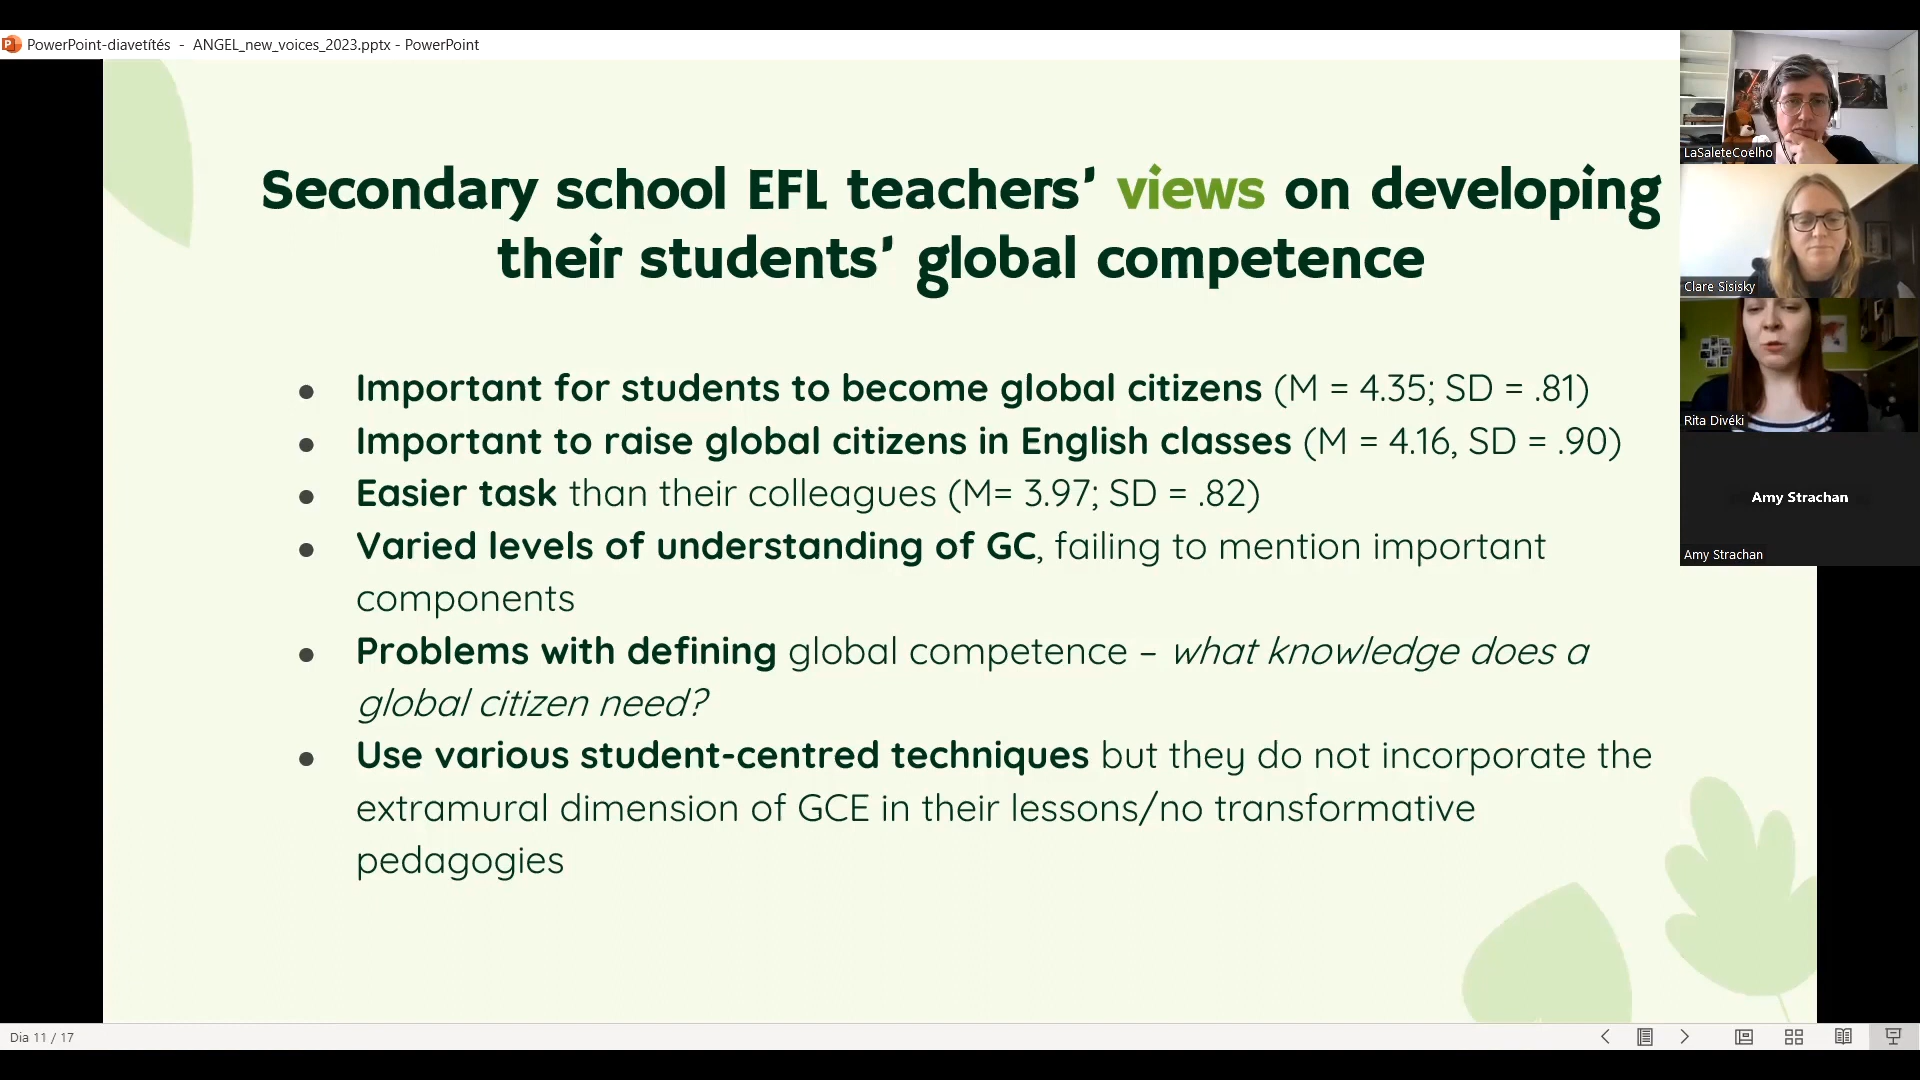 PowerPoint-diavetítés - ANGEL_new_voices_2023.pptx - PowerPoint
Secondary school EFL teachers’ views on developing
their students’ global competence
● Important for students to become global citizens (M = 4.35; SD = .81)
● Important to raise global citizens in English classes (M = 4.16, SD = .90)
● Easier task than their colleagues (M= 3.97; SD = .82)
● Varied levels of understanding of GC, failing to mention important
components
● Problems with defining global competence – what knowledge does a
global citizen need?
● Use various student-centred techniques but they do not incorporate the
extramural dimension of GCE in their lessons/no transformative
pedagogies
LaSaleteCoelho
Clare Sisisky
Rita Divéki
Amy Strachan
Amy Strachan
Dia 11 / 17